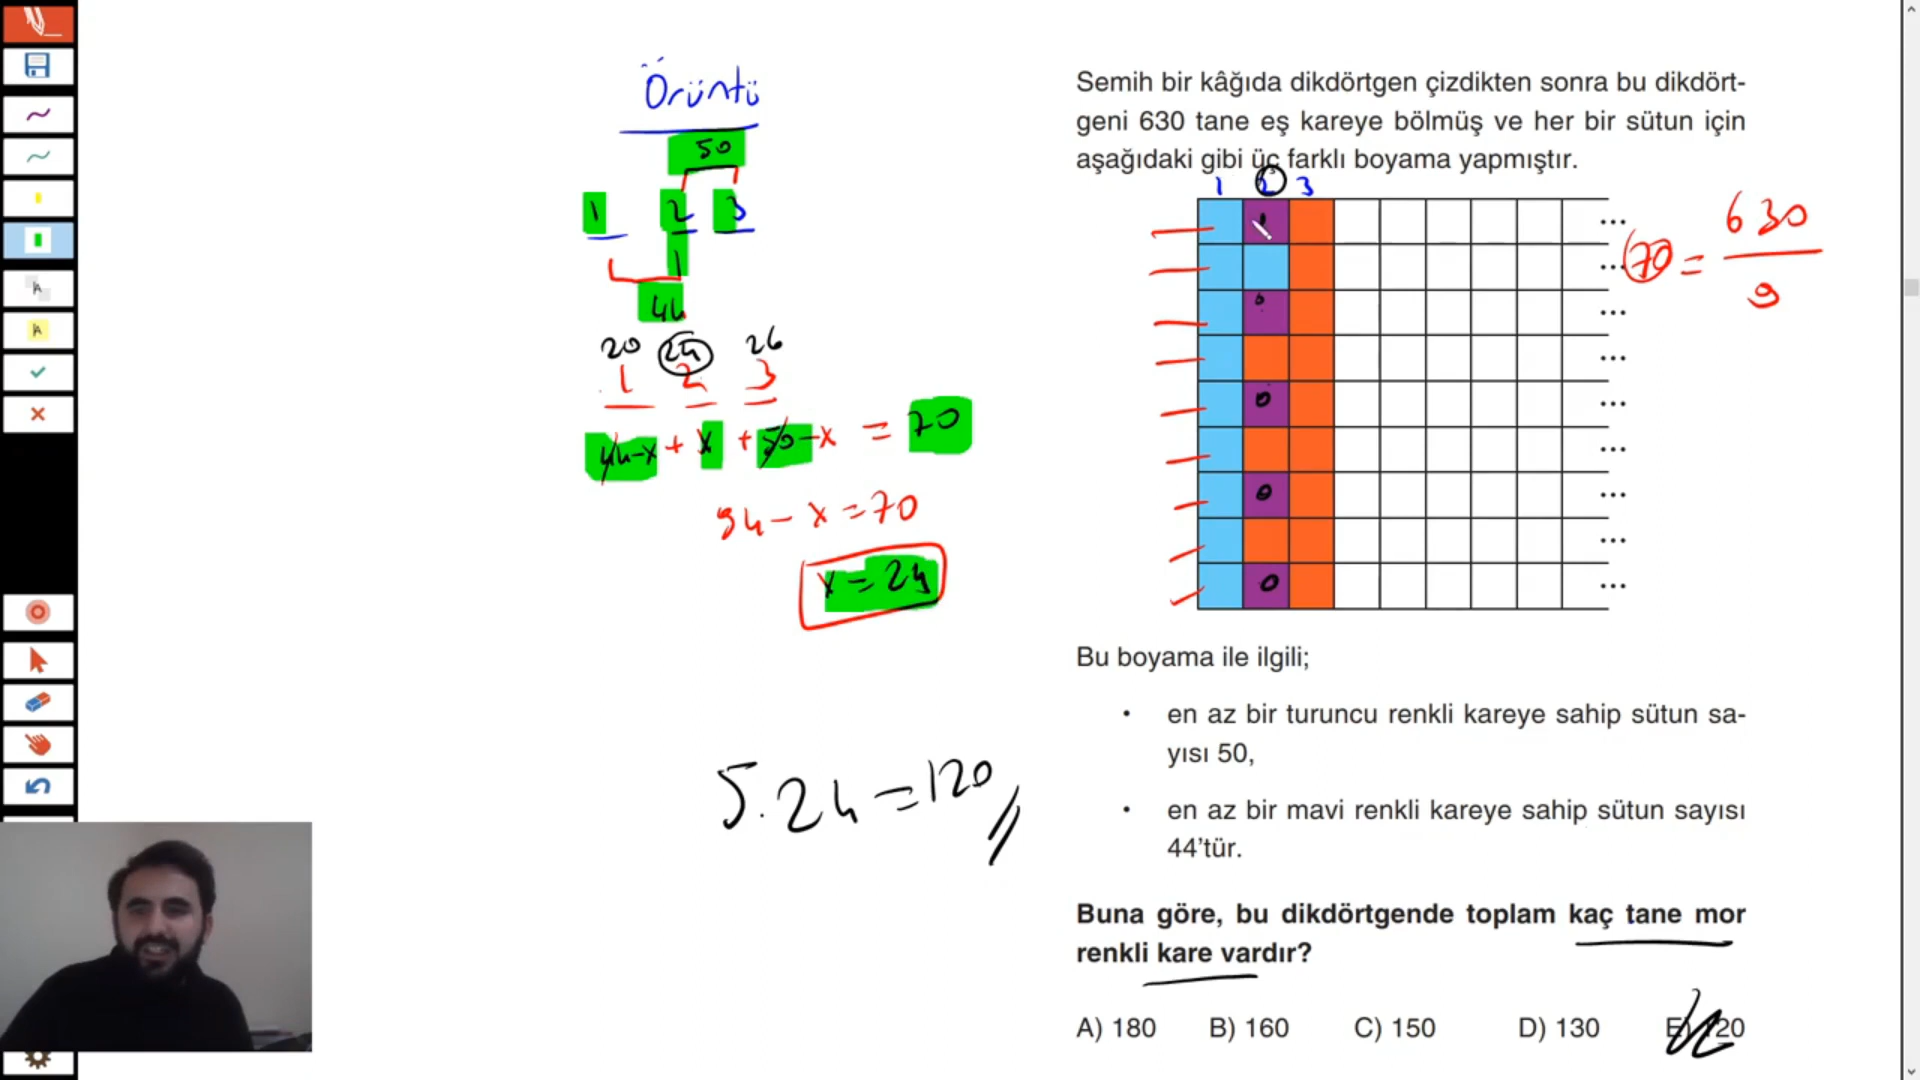 Örüntü
50
1 2 3
1
44
20 24 26
1 2 3
44-x + x + 50-x = 70
94 - x = 70
x = 24
5.24 = 120
Semih bir kâğıda dikdörtgen çizdikten sonra bu dikdört-
geni 630 tane eş kareye bölmüş ve her bir sütun için
aşağıdaki gibi üç farklı boyama yapmıştır.
1 2 3
70 = 630
9
Bu boyama ile ilgili;
• en az bir turuncu renkli kareye sahip sütun sa-
yısı 50,
• en az bir mavi renkli kareye sahip sütun sayısı
44’tür.
Buna göre, bu dikdörtgende toplam kaç tane mor
renkli kare vardır?
A) 180 B) 160 C) 150 D) 130 E) 120